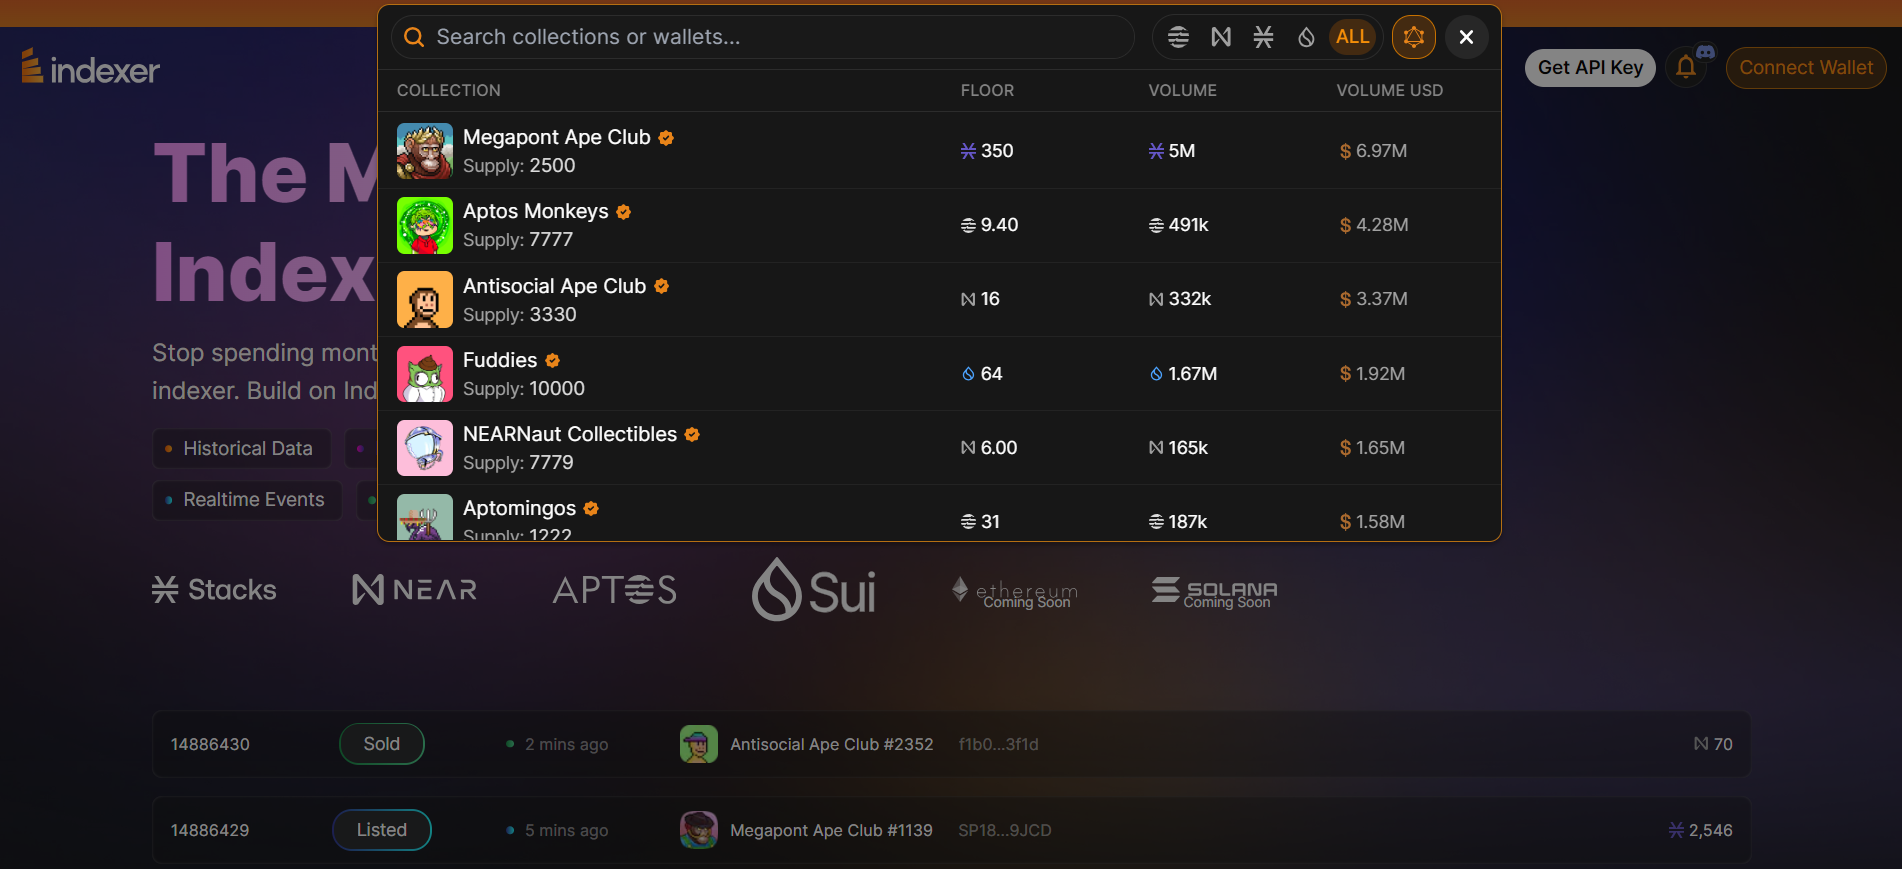 Search collections or wallets...
ALL
indexer
Get API Key
Connect Wallet
COLLECTION FLOOR VOLUME VOLUME USD
Megapont Ape Club
Supply: 2500
350 5M $ 6.97M
Aptos Monkeys
Supply: 7777
9.40 491k $ 4.28M
Antisocial Ape Club
Supply: 3330
16 332k $ 3.37M
Fuddies
Supply: 10000
64 1.67M $ 1.92M
NEARNaut Collectibles
Supply: 7779
6.00 165k $ 1.65M
Aptomingos
Supply: 1222
31 187k $ 1.58M
The M
Index
Stop spending mont
indexer. Build on Ind
Historical Data
Realtime Events
Stacks
NEAR
APTOS
Sui
ethereum
Coming Soon
SOLANA
Coming Soon
14886430 Sold 2 mins ago Antisocial Ape Club #2352 f1b0...3f1d 70
14886429 Listed 5 mins ago Megapont Ape Club #1139 SP18...9JCD 2,546